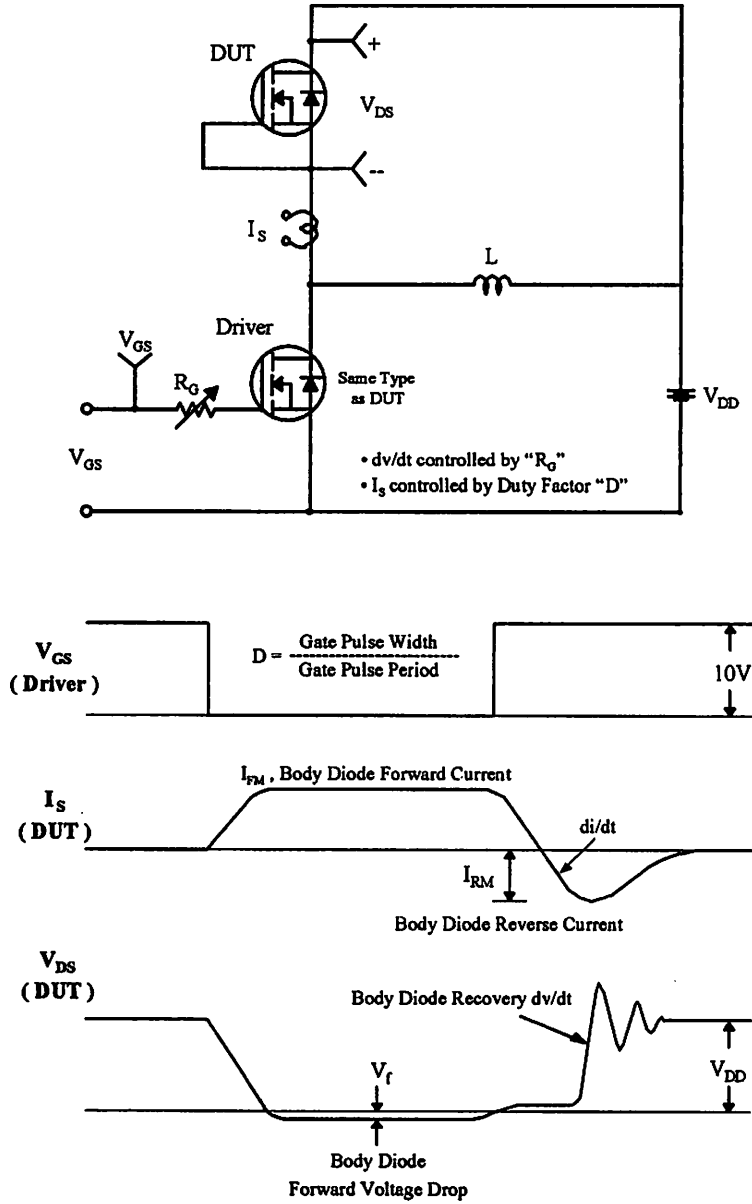 DUT
+
V_DS
--
I_S
L
Driver
V_GS
R_G
Same Type
as DUT
V_DD
V_GS
• dv/dt controlled by “R_G”
• I_S controlled by Duty Factor “D”
V_GS
( Driver )
D = Gate Pulse Width
Gate Pulse Period
10V
I_FM , Body Diode Forward Current
I_S
( DUT )
di/dt
I_RM
Body Diode Reverse Current
V_DS
( DUT )
Body Diode Recovery dv/dt
V_f
V_DD
Body Diode
Forward Voltage Drop